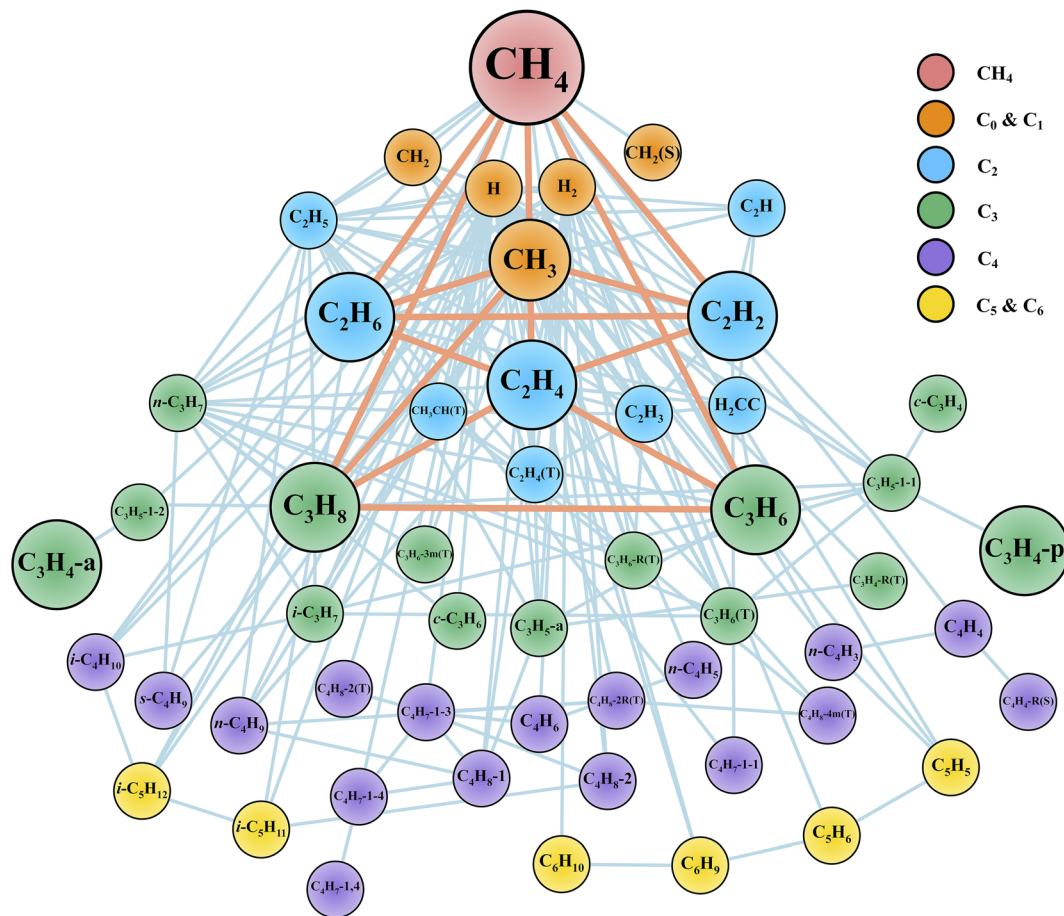 CH₄
CH₄
CH₂
CH₂(S)
C₀ & C₁
H
H₂
C₂
C₂H₅
C₂H
C₃
CH₃
C₄
C₂H₆
C₂H₂
C₅ & C₆
C₂H₄
n-C₃H₇
CH₃CH(T)
C₂H₃
H₂CC
c-C₃H₄
C₂H₄(T)
C₃H₅-1-1
C₃H₅-1-2
C₃H₈
C₃H₆
C₃H₄-a
C₃H₆-3m(T)
C₃H₆-R(T)
C₃H₄-p
C₃H₄-R(T)
i-C₃H₇
c-C₃H₆
C₃H₅-a
C₃H₆(T)
C₄H₄
i-C₄H₁₀
n-C₄H₅
n-C₄H₃
s-C₄H₉
C₄H₈-2(T)
C₄H₈-2R(T)
C₄H₄-R(S)
n-C₄H₉
C₄H₇-1-3
C₄H₆
C₄H₈-4m(T)
C₄H₈-1
C₄H₈-2
C₄H₇-1-1
C₅H₅
i-C₅H₁₂
C₄H₇-1-4
i-C₅H₁₁
C₅H₆
C₆H₁₀
C₆H₉
C₄H₇-1,4